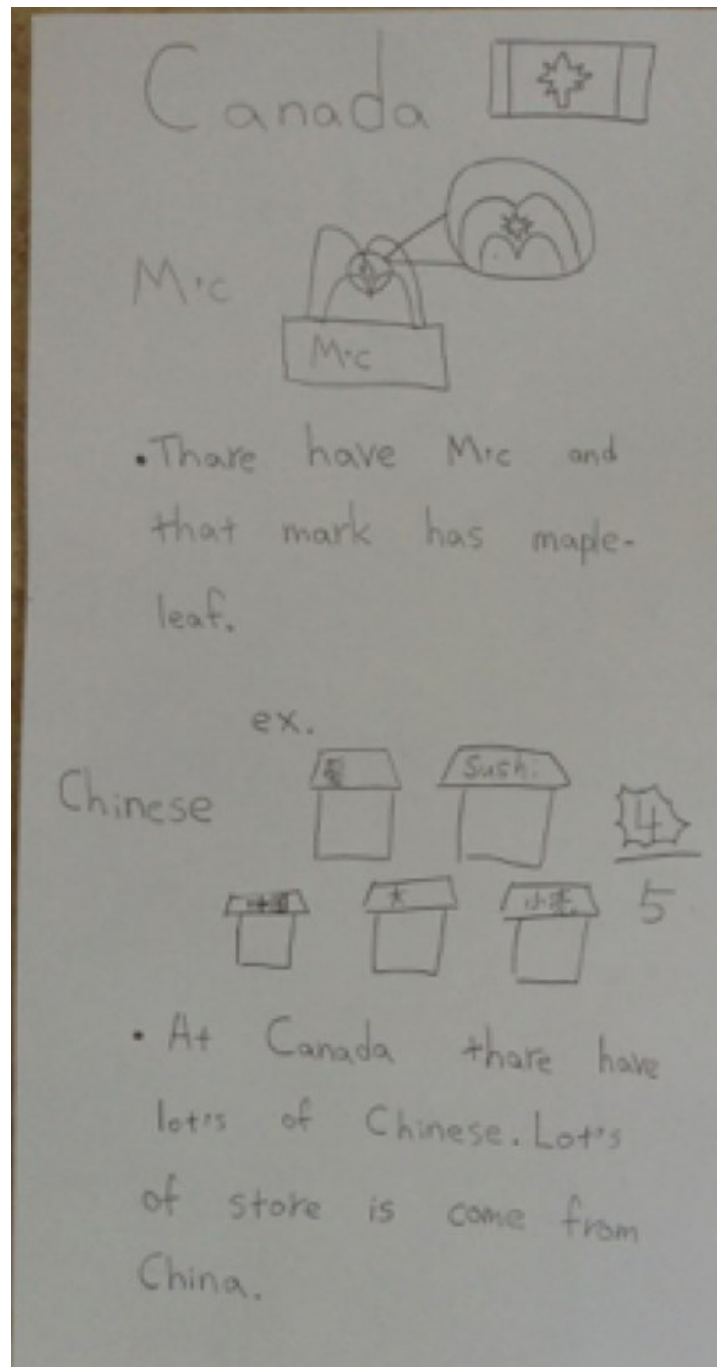 Canada
M·c
M·c
• Thare have M·c and
that mark has maple-
leaf.
ex.
Chinese
Sushi
4
5
大
• At Canada thare have
lot's of Chinese. Lot's
of store is come from
China.